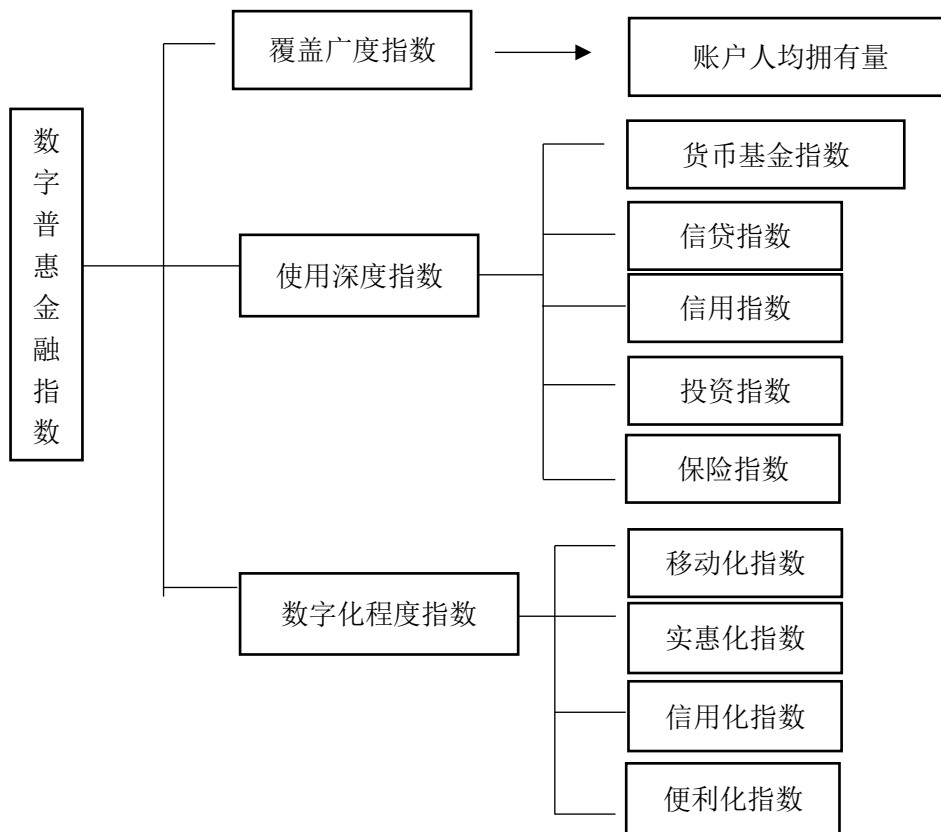 数字普惠金融指数
覆盖广度指数
账户人均拥有量
使用深度指数
货币基金指数
信贷指数
信用指数
投资指数
保险指数
数字化程度指数
移动化指数
实惠化指数
信用化指数
便利化指数